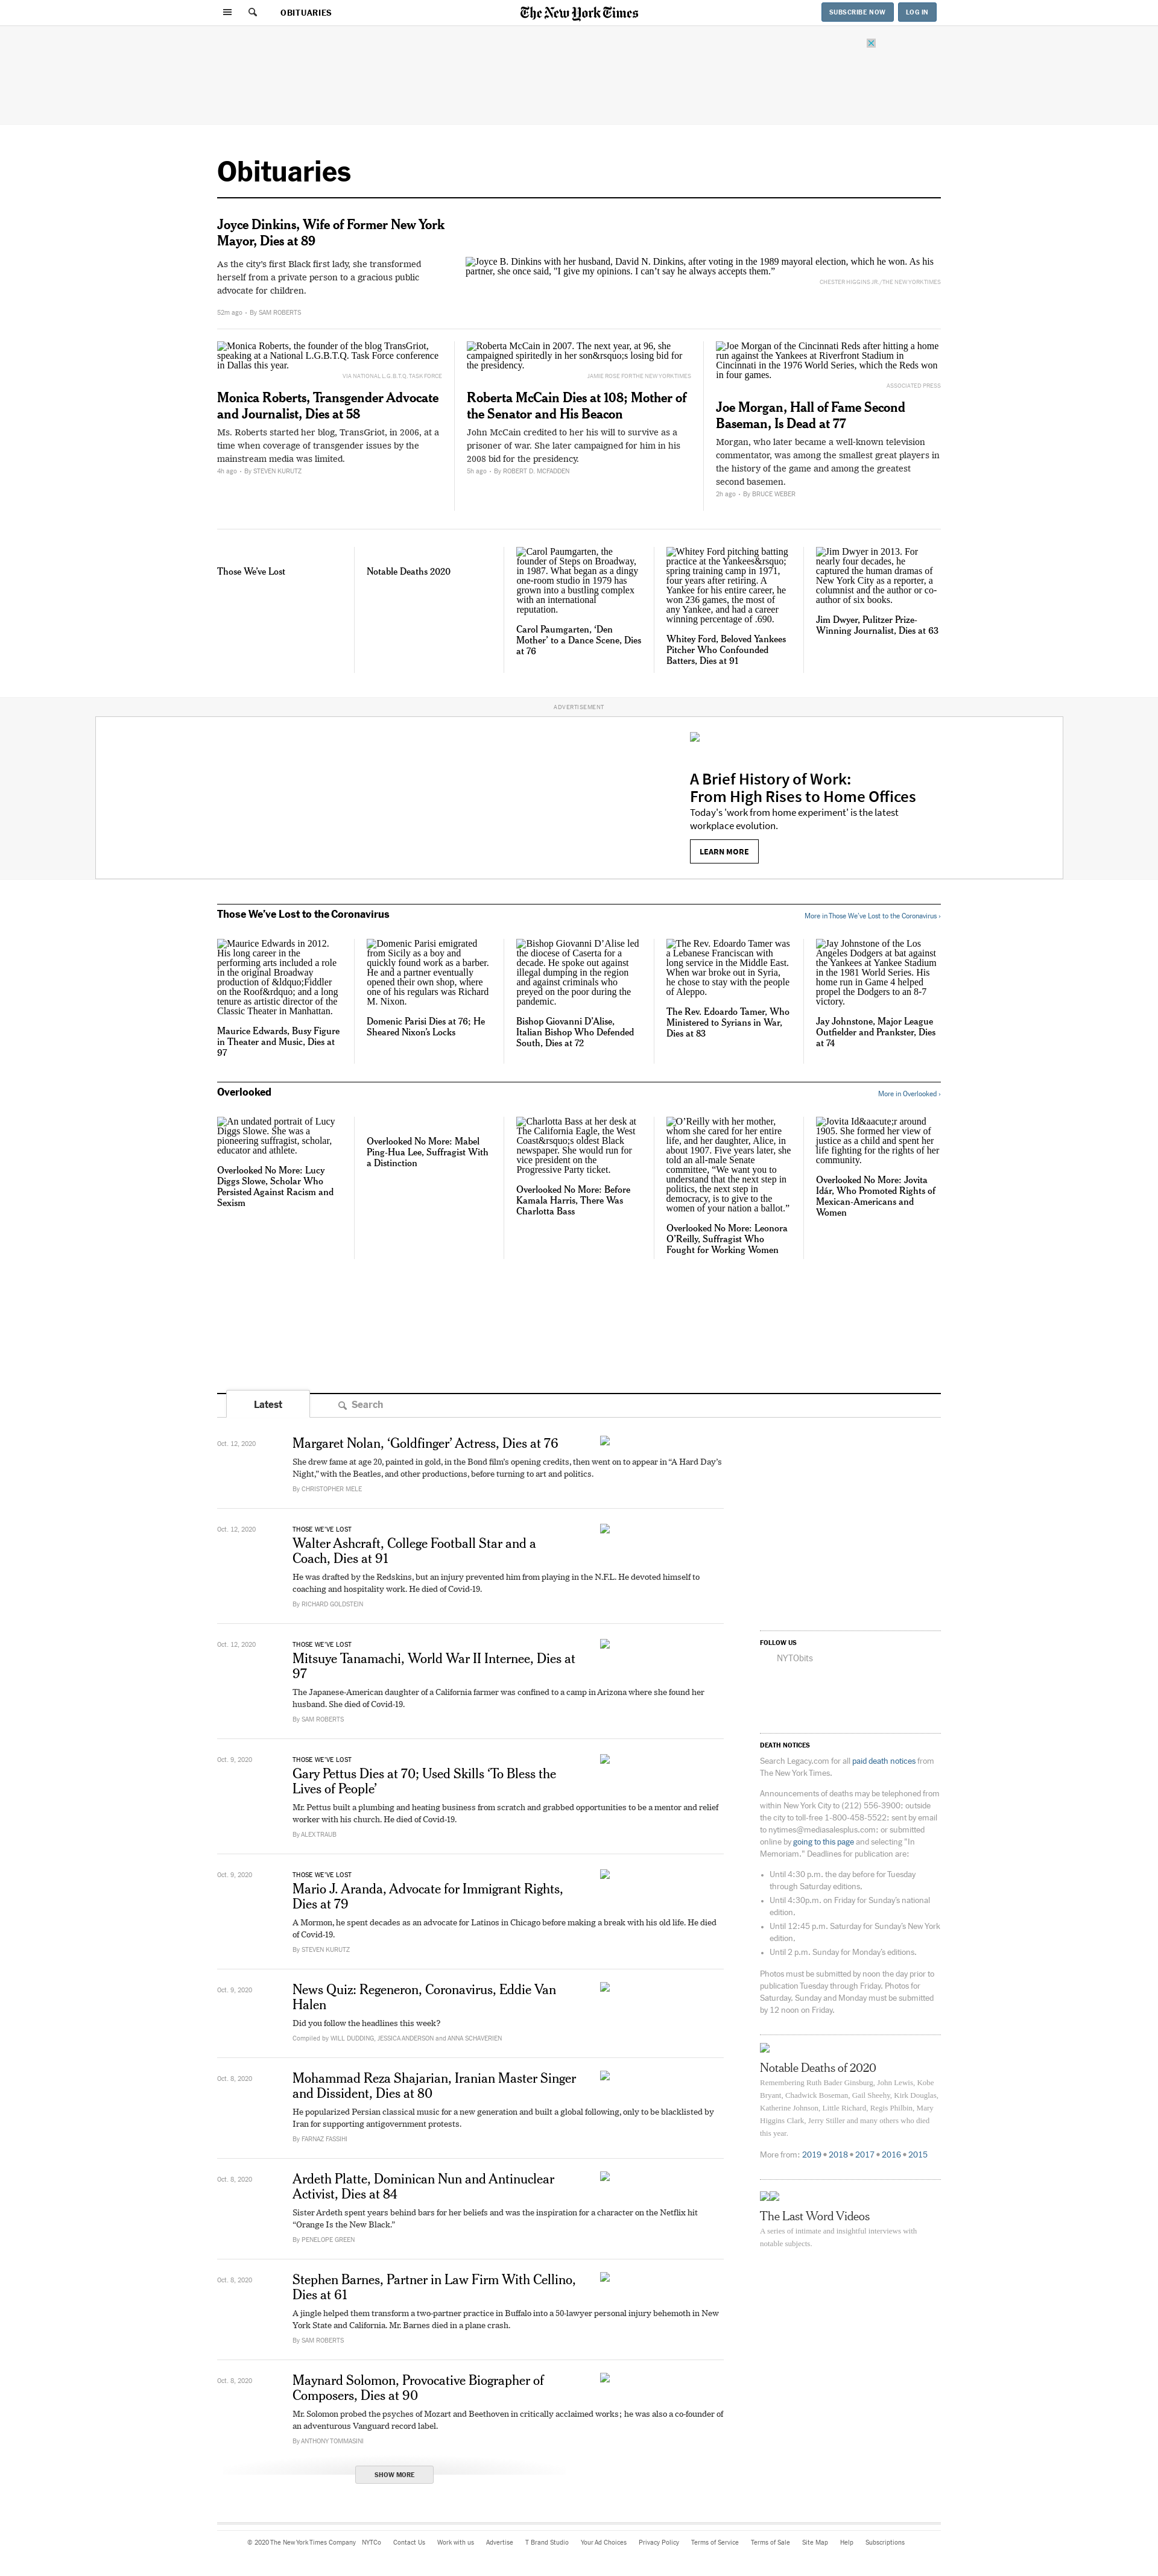 OBITUARIES
The New York Times
SUBSCRIBE NOW
LOG IN
Obituaries
Joyce Dinkins, Wife of Former New York
Mayor, Dies at 89
As the city's first Black first lady, she transformed
herself from a private person to a gracious public
advocate for children.
52m ago • By SAM ROBERTS
Joyce B. Dinkins with her husband, David N. Dinkins, after voting in the 1989 mayoral election, which he won. As his
partner, she once said, "I give my opinions. I can't say he always accepts them."
CHESTER HIGGINS JR./THE NEW YORK TIMES
Monica Roberts, the founder of the blog TransGriot,
speaking at a National L.G.B.T.Q. Task Force conference
in Dallas this year.
VIA NATIONAL L.G.B.T.Q. TASK FORCE
Monica Roberts, Transgender Advocate
and Journalist, Dies at 58
Ms. Roberts started her blog, TransGriot, in 2006, at a
time when coverage of transgender issues by the
mainstream media was limited.
4h ago • By STEVEN KURUTZ
Roberta McCain in 2007. The next year, at 96, she
campaigned spiritedly in her son&rsquo;s losing bid for
the presidency.
JAMIE ROSE FOR THE NEW YORK TIMES
Roberta McCain Dies at 108; Mother of
the Senator and His Beacon
John McCain credited to her his will to survive as a
prisoner of war. She later campaigned for him in his
2008 bid for the presidency.
5h ago • By ROBERT D. MCFADDEN
Joe Morgan of the Cincinnati Reds after hitting a home
run against the Yankees at Riverfront Stadium in
Cincinnati in the 1976 World Series, which the Reds won
in four games.
ASSOCIATED PRESS
Joe Morgan, Hall of Fame Second
Baseman, Is Dead at 77
Morgan, who later became a well-known television
commentator, was among the smallest great players in
the history of the game and among the greatest
second basemen.
2h ago • By BRUCE WEBER
Those We've Lost
Notable Deaths 2020
Carol Paumgarten, the
founder of Steps on Broadway,
in 1987. What began as a dingy
one-room studio in 1979 has
grown into a bustling complex
with an international
reputation.
Carol Paumgarten, 'Den
Mother' to a Dance Scene, Dies
at 76
Whitey Ford pitching batting
practice at the Yankees&rsquo;
spring training camp in 1971,
four years after retiring. A
Yankee for his entire career, he
won 236 games, the most of
any Yankee, and had a career
winning percentage of .690.
Whitey Ford, Beloved Yankees
Pitcher Who Confounded
Batters, Dies at 91
Jim Dwyer in 2013. For
nearly four decades, he
captured the human dramas of
New York City as a reporter, a
columnist and the author or co-
author of six books.
Jim Dwyer, Pulitzer Prize-
Winning Journalist, Dies at 63
ADVERTISEMENT
A Brief History of Work:
From High Rises to Home Offices
Today's 'work from home experiment' is the latest
workplace evolution.
LEARN MORE
Those We've Lost to the Coronavirus
More in Those We've Lost to the Coronavirus ›
Maurice Edwards in 2012.
His long career in the
performing arts included a role
in the original Broadway
production of &ldquo;Fiddler
on the Roof&rdquo; and a long
tenure as artistic director of the
Classic Theater in Manhattan.
Maurice Edwards, Busy Figure
in Theater and Music, Dies at
97
Domenic Parisi emigrated
from Sicily as a boy and
quickly found work as a barber.
He and a partner eventually
opened their own shop, where
one of his regulars was Richard
M. Nixon.
Domenic Parisi Dies at 76; He
Sheared Nixon's Locks
Bishop Giovanni D'Alise led
the diocese of Caserta for a
decade. He spoke out against
illegal dumping in the region
and against criminals who
preyed on the poor during the
pandemic.
Bishop Giovanni D'Alise,
Italian Bishop Who Defended
South, Dies at 72
The Rev. Edoardo Tamer was
a Lebanese Franciscan with
long service in the Middle East.
When war broke out in Syria,
he chose to stay with the people
of Aleppo.
The Rev. Edoardo Tamer, Who
Ministered to Syrians in War,
Dies at 83
Jay Johnstone of the Los
Angeles Dodgers at bat against
the Yankees at Yankee Stadium
in the 1981 World Series. His
home run in Game 4 helped
propel the Dodgers to an 8-7
victory.
Jay Johnstone, Major League
Outfielder and Prankster, Dies
at 74
Overlooked
More in Overlooked ›
An undated portrait of Lucy
Diggs Slowe. She was a
pioneering suffragist, scholar,
educator and athlete.
Overlooked No More: Lucy
Diggs Slowe, Scholar Who
Persisted Against Racism and
Sexism
Overlooked No More: Mabel
Ping-Hua Lee, Suffragist With
a Distinction
Charlotta Bass at her desk at
The California Eagle, the West
Coast&rsquo;s oldest Black
newspaper. She would run for
vice president on the
Progressive Party ticket.
Overlooked No More: Before
Kamala Harris, There Was
Charlotta Bass
O'Reilly with her mother,
whom she cared for her entire
life, and her daughter, Alice, in
about 1907. Five years later, she
told an all-male Senate
committee, "We want you to
understand that the next step in
politics, the next step in
democracy, is to give to the
women of your nation a ballot."
Overlooked No More: Leonora
O'Reilly, Suffragist Who
Fought for Working Women
Jovita Id&aacute;r around
1905. She formed her view of
justice as a child and spent her
life fighting for the rights of her
community.
Overlooked No More: Jovita
Idár, Who Promoted Rights of
Mexican-Americans and
Women
Latest
Search
Oct. 12, 2020
Margaret Nolan, 'Goldfinger' Actress, Dies at 76
She drew fame at age 20, painted in gold, in the Bond film's opening credits, then went on to appear in "A Hard Day's
Night," with the Beatles, and other productions, before turning to art and politics.
By CHRISTOPHER MELE
Oct. 12, 2020
THOSE WE'VE LOST
Walter Ashcraft, College Football Star and a
Coach, Dies at 91
He was drafted by the Redskins, but an injury prevented him from playing in the N.F.L. He devoted himself to
coaching and hospitality work. He died of Covid-19.
By RICHARD GOLDSTEIN
Oct. 12, 2020
THOSE WE'VE LOST
Mitsuye Tanamachi, World War II Internee, Dies at
97
The Japanese-American daughter of a California farmer was confined to a camp in Arizona where she found her
husband. She died of Covid-19.
By SAM ROBERTS
Oct. 9, 2020
THOSE WE'VE LOST
Gary Pettus Dies at 70; Used Skills 'To Bless the
Lives of People'
Mr. Pettus built a plumbing and heating business from scratch and grabbed opportunities to be a mentor and relief
worker with his church. He died of Covid-19.
By ALEX TRAUB
Oct. 9, 2020
THOSE WE'VE LOST
Mario J. Aranda, Advocate for Immigrant Rights,
Dies at 79
A Mormon, he spent decades as an advocate for Latinos in Chicago before making a break with his old life. He died
of Covid-19.
By STEVEN KURUTZ
Oct. 9, 2020
News Quiz: Regeneron, Coronavirus, Eddie Van
Halen
Did you follow the headlines this week?
Compiled by WILL DUDDING, JESSICA ANDERSON and ANNA SCHAVERIEN
Oct. 8, 2020
Mohammad Reza Shajarian, Iranian Master Singer
and Dissident, Dies at 80
He popularized Persian classical music for a new generation and built a global following, only to be blacklisted by
Iran for supporting antigovernment protests.
By FARNAZ FASSIHI
Oct. 8, 2020
Ardeth Platte, Dominican Nun and Antinuclear
Activist, Dies at 84
Sister Ardeth spent years behind bars for her beliefs and was the inspiration for a character on the Netflix hit
"Orange Is the New Black."
By PENELOPE GREEN
Oct. 8, 2020
Stephen Barnes, Partner in Law Firm With Cellino,
Dies at 61
A jingle helped them transform a two-partner practice in Buffalo into a 50-lawyer personal injury behemoth in New
York State and California. Mr. Barnes died in a plane crash.
By SAM ROBERTS
Oct. 8, 2020
Maynard Solomon, Provocative Biographer of
Composers, Dies at 90
Mr. Solomon probed the psyches of Mozart and Beethoven in critically acclaimed works; he was also a co-founder of
an adventurous Vanguard record label.
By ANTHONY TOMMASINI
SHOW MORE
FOLLOW US
NYTObits
DEATH NOTICES
Search Legacy.com for all paid death notices from
The New York Times.
Announcements of deaths may be telephoned from
within New York City to (212) 556-3900; outside
the city to toll-free 1-800-458-5522; sent by email
to nytimes@mediasalesplus.com; or submitted
online by going to this page and selecting "In
Memoriam." Deadlines for publication are:
• Until 4:30 p.m. the day before for Tuesday
through Saturday editions.
• Until 4:30p.m. on Friday for Sunday's national
edition.
• Until 12:45 p.m. Saturday for Sunday's New York
edition.
• Until 2 p.m. Sunday for Monday's editions.
Photos must be submitted by noon the day prior to
publication Tuesday through Friday. Photos for
Saturday, Sunday and Monday must be submitted
by 12 noon on Friday.
Notable Deaths of 2020
Remembering Ruth Bader Ginsburg, John Lewis, Kobe
Bryant, Chadwick Boseman, Gail Sheehy, Kirk Douglas,
Katherine Johnson, Little Richard, Regis Philbin, Mary
Higgins Clark, Jerry Stiller and many others who died
this year.
More from: 2019 • 2018 • 2017 • 2016 • 2015
The Last Word Videos
A series of intimate and insightful interviews with
notable subjects.
© 2020 The New York Times Company NYTCo Contact Us Work with us Advertise T Brand Studio Your Ad Choices Privacy Policy Terms of Service Terms of Sale Site Map Help Subscriptions